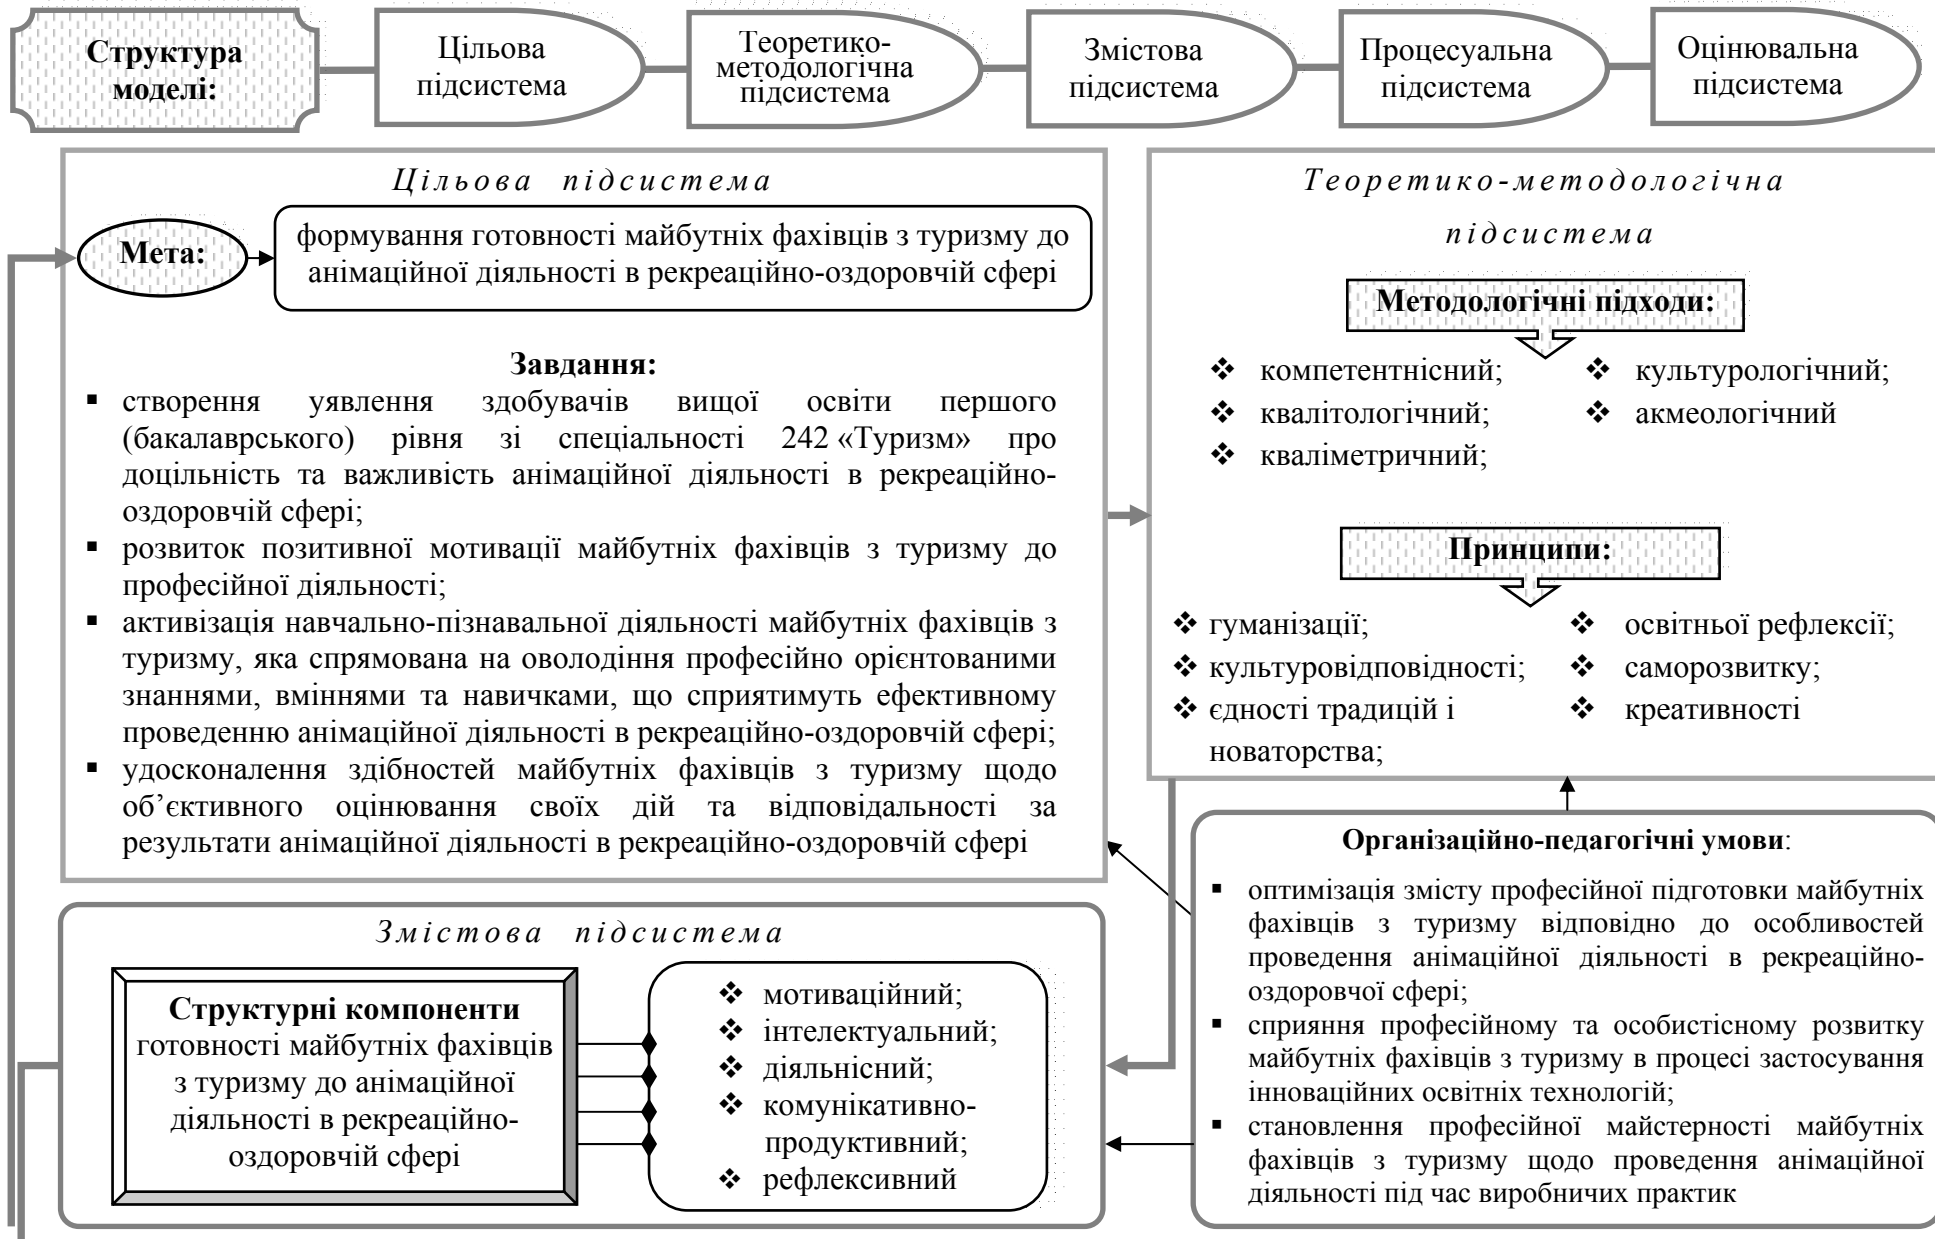 Структура
моделі:
Цільова
підсистема
Теоретико-
методологічна
підсистема
Змістова
підсистема
Процесуальна
підсистема
Оцінювальна
підсистема
Цільова підсистема
Мета:
формування готовності майбутніх фахівців з туризму до
анімаційної діяльності в рекреаційно-оздоровчій сфері
Завдання:
▪ створення уявлення здобувачів вищої освіти першого
(бакалаврського) рівня зі спеціальності 242 «Туризм» про
доцільність та важливість анімаційної діяльності в рекреаційно-
оздоровчій сфері;
▪ розвиток позитивної мотивації майбутніх фахівців з туризму до
професійної діяльності;
▪ активізація навчально-пізнавальної діяльності майбутніх фахівців з
туризму, яка спрямована на оволодіння професійно орієнтованими
знаннями, вміннями та навичками, що сприятимуть ефективному
проведенню анімаційної діяльності в рекреаційно-оздоровчій сфері;
▪ удосконалення здібностей майбутніх фахівців з туризму щодо
об’єктивного оцінювання своїх дій та відповідальності за
результати анімаційної діяльності в рекреаційно-оздоровчій сфері
Теоретико-методологічна
підсистема
Методологічні підходи:
❖ компетентнісний;
❖ квалітологічний;
❖ кваліметричний;
❖ культурологічний;
❖ акмеологічний
Принципи:
❖ гуманізації;
❖ культуровідповідності;
❖ єдності традицій і
новаторства;
❖ освітньої рефлексії;
❖ саморозвитку;
❖ креативності
Організаційно-педагогічні умови:
▪ оптимізація змісту професійної підготовки майбутніх
фахівців з туризму відповідно до особливостей
проведення анімаційної діяльності в рекреаційно-
оздоровчої сфері;
▪ сприяння професійному та особистісному розвитку
майбутніх фахівців з туризму в процесі застосування
інноваційних освітніх технологій;
▪ становлення професійної майстерності майбутніх
фахівців з туризму щодо проведення анімаційної
діяльності під час виробничих практик
Змістова підсистема
Структурні компоненти
готовності майбутніх фахівців
з туризму до анімаційної
діяльності в рекреаційно-
оздоровчій сфері
❖ мотиваційний;
❖ інтелектуальний;
❖ діяльнісний;
❖ комунікативно-
продуктивний;
❖ рефлексивний